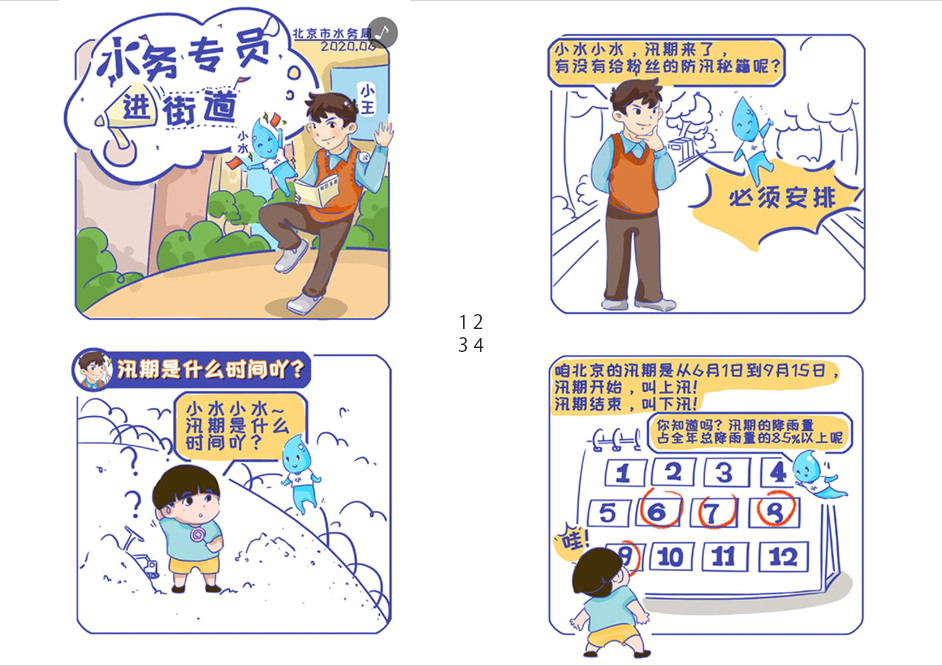 水务专员
进街道
北京市水务局
2020.06
小王
小水
小水小水，汛期来了，
有没有给粉丝的防汛秘籍呢？
必须安排
1 2
3 4
汛期是什么时间吖？
小水小水~
汛期是什么
时间吖？
咱北京的汛期是从6月1日到9月15日，
汛期开始，叫上汛！
汛期结束，叫下汛！
你知道吗？汛期的降雨量
占全年总降雨量的85%以上呢
1 2 3 4
5 6 7 8
哇！
9 10 11 12